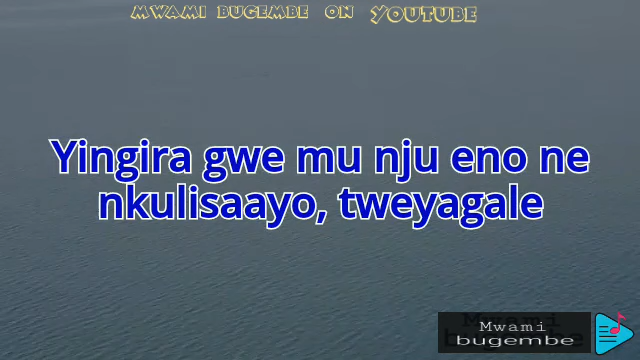 Mwami bugembe on YouTube
Yingira gwe mu nju eno ne
nkulisaayo, tweyagale
Mwami
bugembe